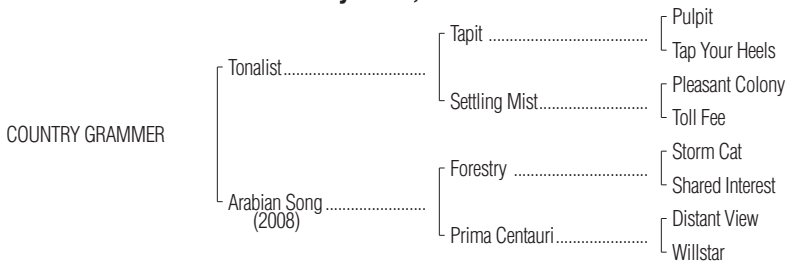 Pulpit
Tapit ..........................................
Tap Your Heels
Tonalist.....................................
Pleasant Colony
Settling Mist............................
Toll Fee
COUNTRY GRAMMER
Storm Cat
Forestry ...................................
Shared Interest
Arabian Song ..........................
(2008)
Distant View
Prima Centauri........................
Willstar